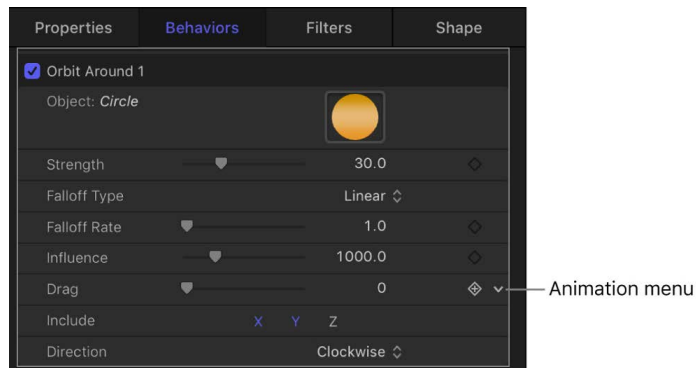 Properties Behaviors Filters Shape
Orbit Around 1
Object: Circle
Strength 30.0
Falloff Type Linear
Falloff Rate 1.0
Influence 1000.0
Drag 0
Animation menu
Include X Y Z
Direction Clockwise